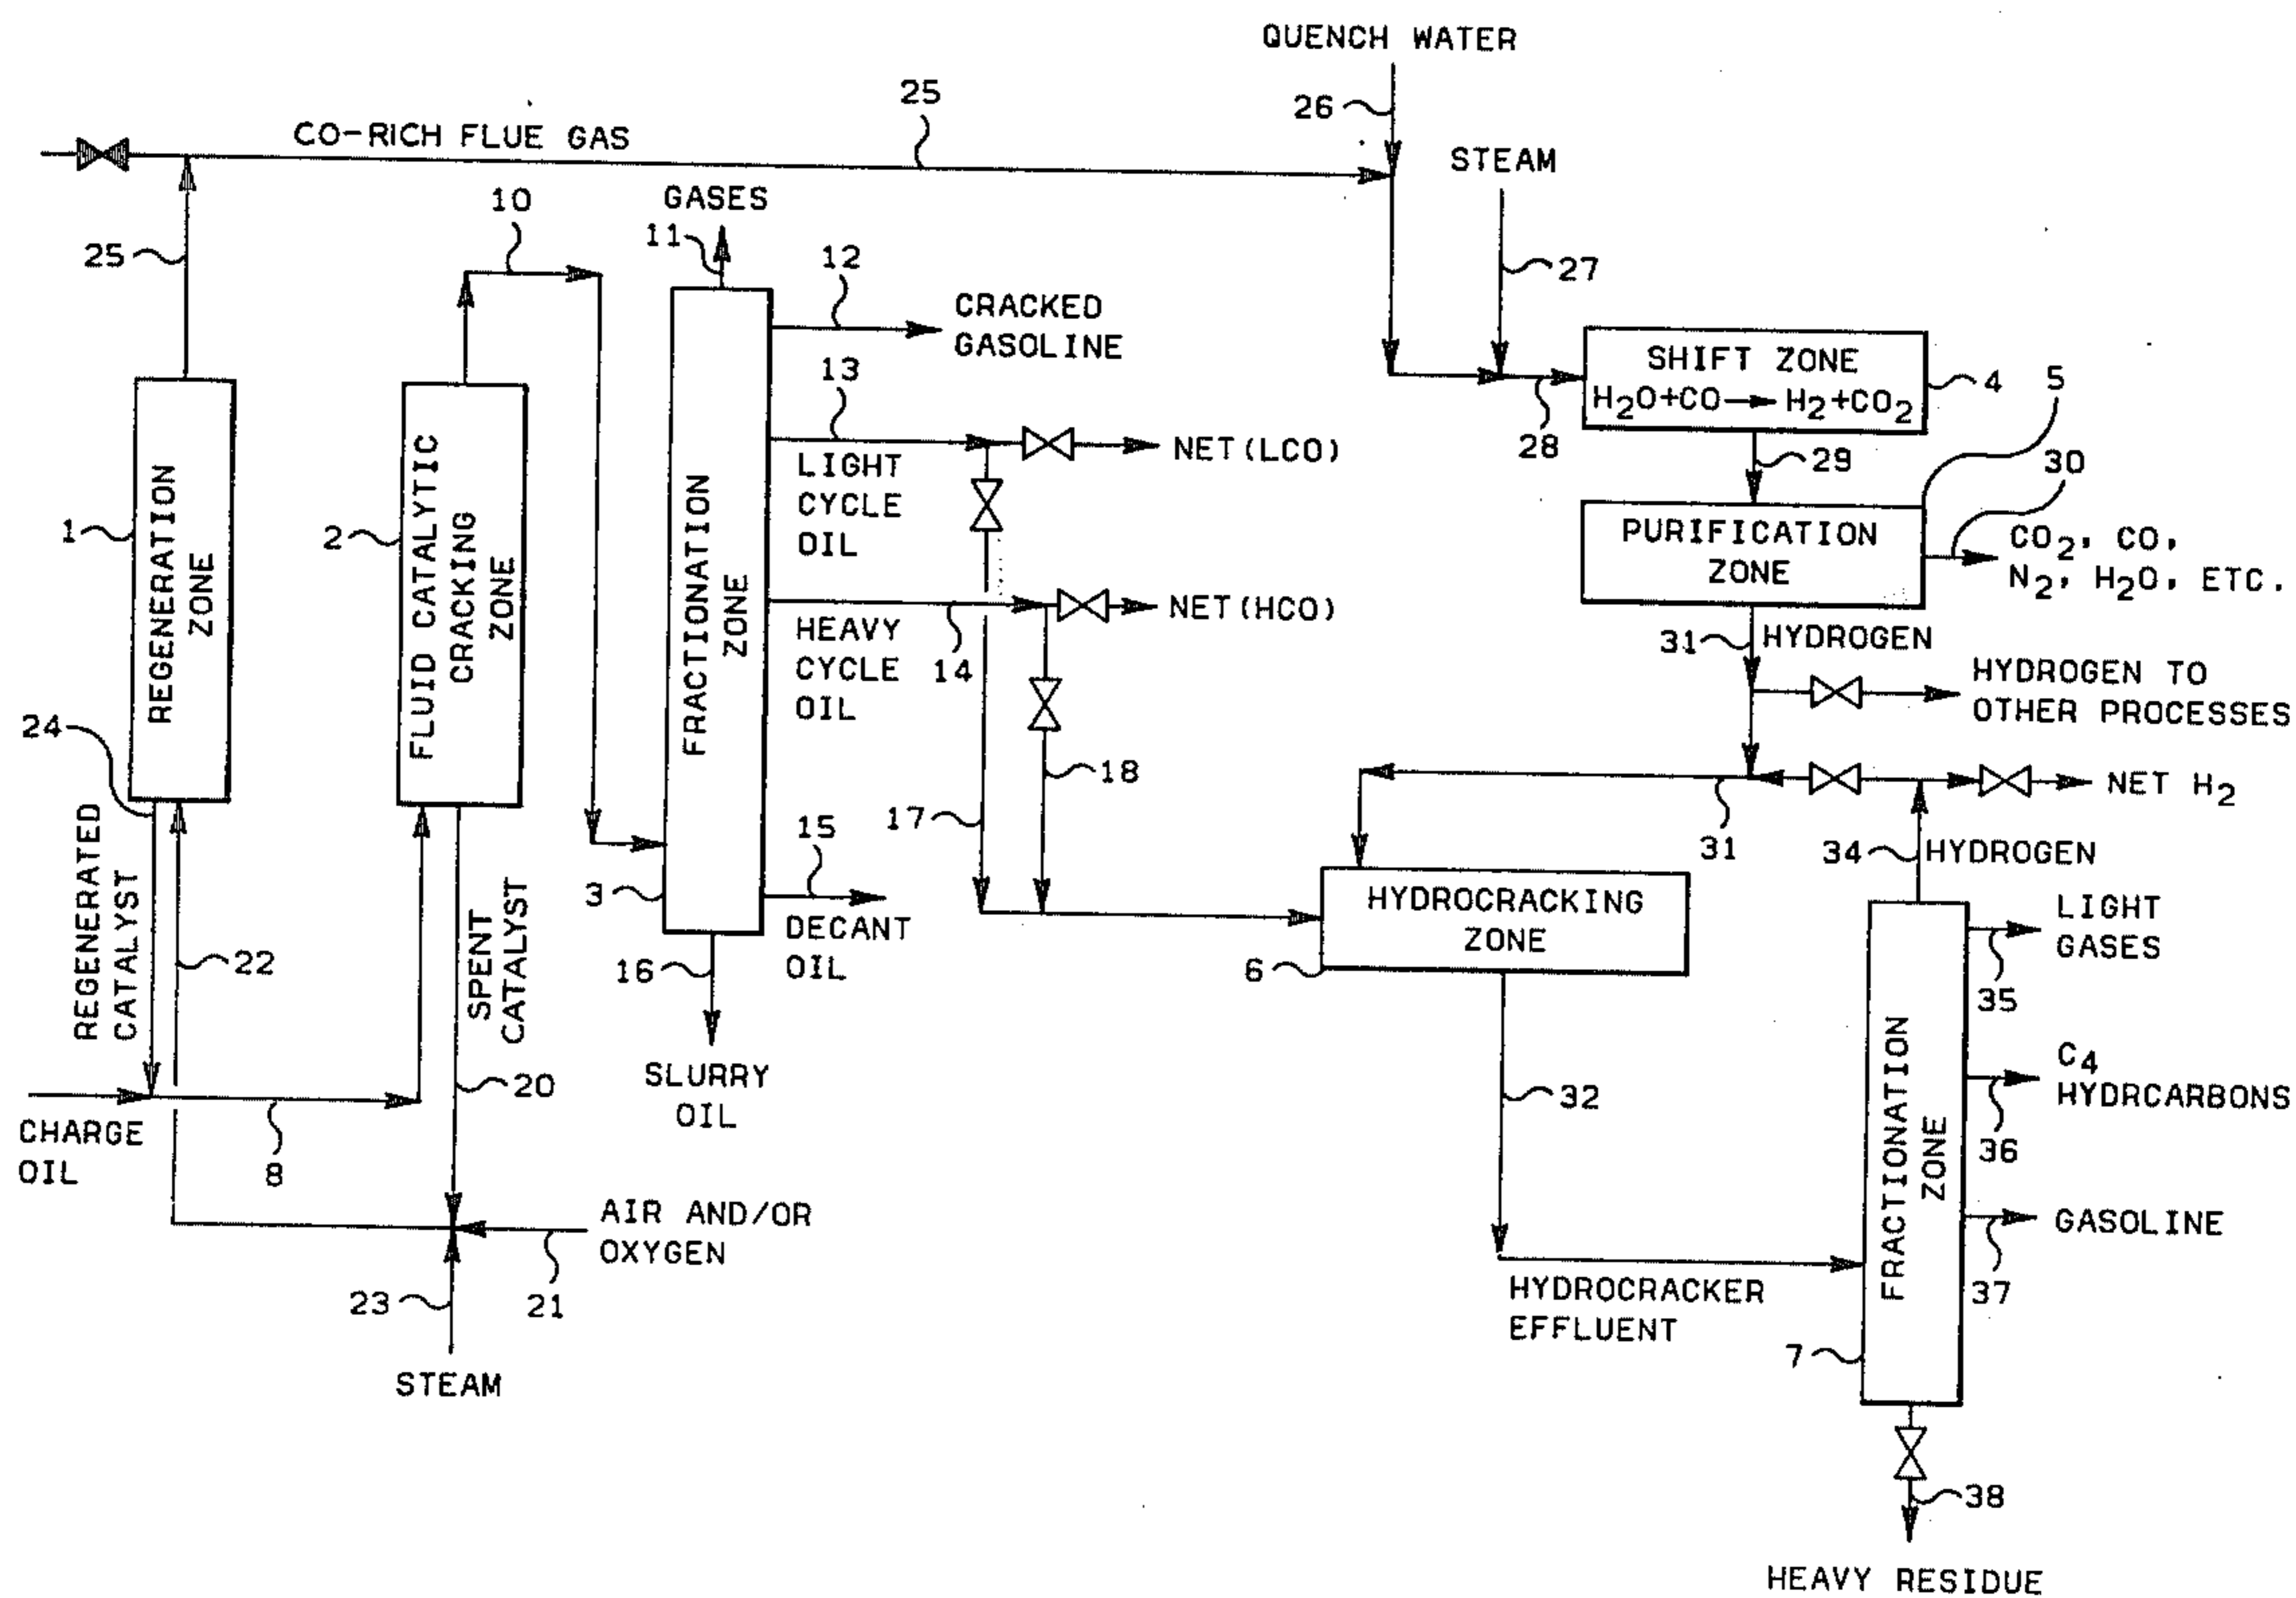 QUENCH WATER
26
25
CO-RICH FLUE GAS
STEAM
27
25
10
GASES
11
12
CRACKED
GASOLINE
13
LIGHT
CYCLE
OIL
NET(LCO)
SHIFT ZONE
H₂O+CO→H₂+CO₂
4
28
29
5
30
PURIFICATION
ZONE
CO₂, CO,
N₂, H₂O, ETC.
1
REGENERATION
ZONE
2
FLUID CATALYTIC
CRACKING
ZONE
FRACTIONATION
ZONE
3
HEAVY
CYCLE
OIL
14
NET(HCO)
31
HYDROGEN
HYDROGEN TO
OTHER PROCESSES
24
18
17
31
NET H₂
34
HYDROGEN
15
DECANT
OIL
16
SLURRY
OIL
HYDROCRACKING
ZONE
6
LIGHT
GASES
35
REGENERATED
CATALYST
22
SPENT
CATALYST
20
CHARGE
OIL
8
32
C₄
HYDRCARBONS
36
FRACTIONATION
ZONE
7
GASOLINE
37
AIR AND/OR
OXYGEN
21
23
STEAM
HYDROCRACKER
EFFLUENT
38
HEAVY RESIDUE